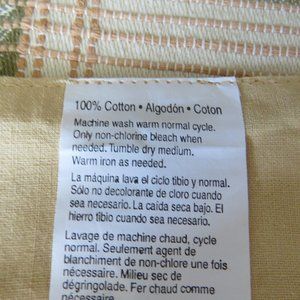 100% Cotton • Algodón • Coton
Machine wash warm normal cycle.
Only non-chlorine bleach when
needed. Tumble dry medium.
Warm iron as needed.
La máquina lava el ciclo tibio y normal.
Sólo no decolorante de cloro cuando
sea necesario. La caída seca bajo. El
hierro tibio cuando sea necesario.
Lavage de machine chaud, cycle
normal. Seulement agent de
blanchiment de non-chlore une fois
nécessaire. Milieu sec de
dégringolade. Fer chaud comme
nécessaire.